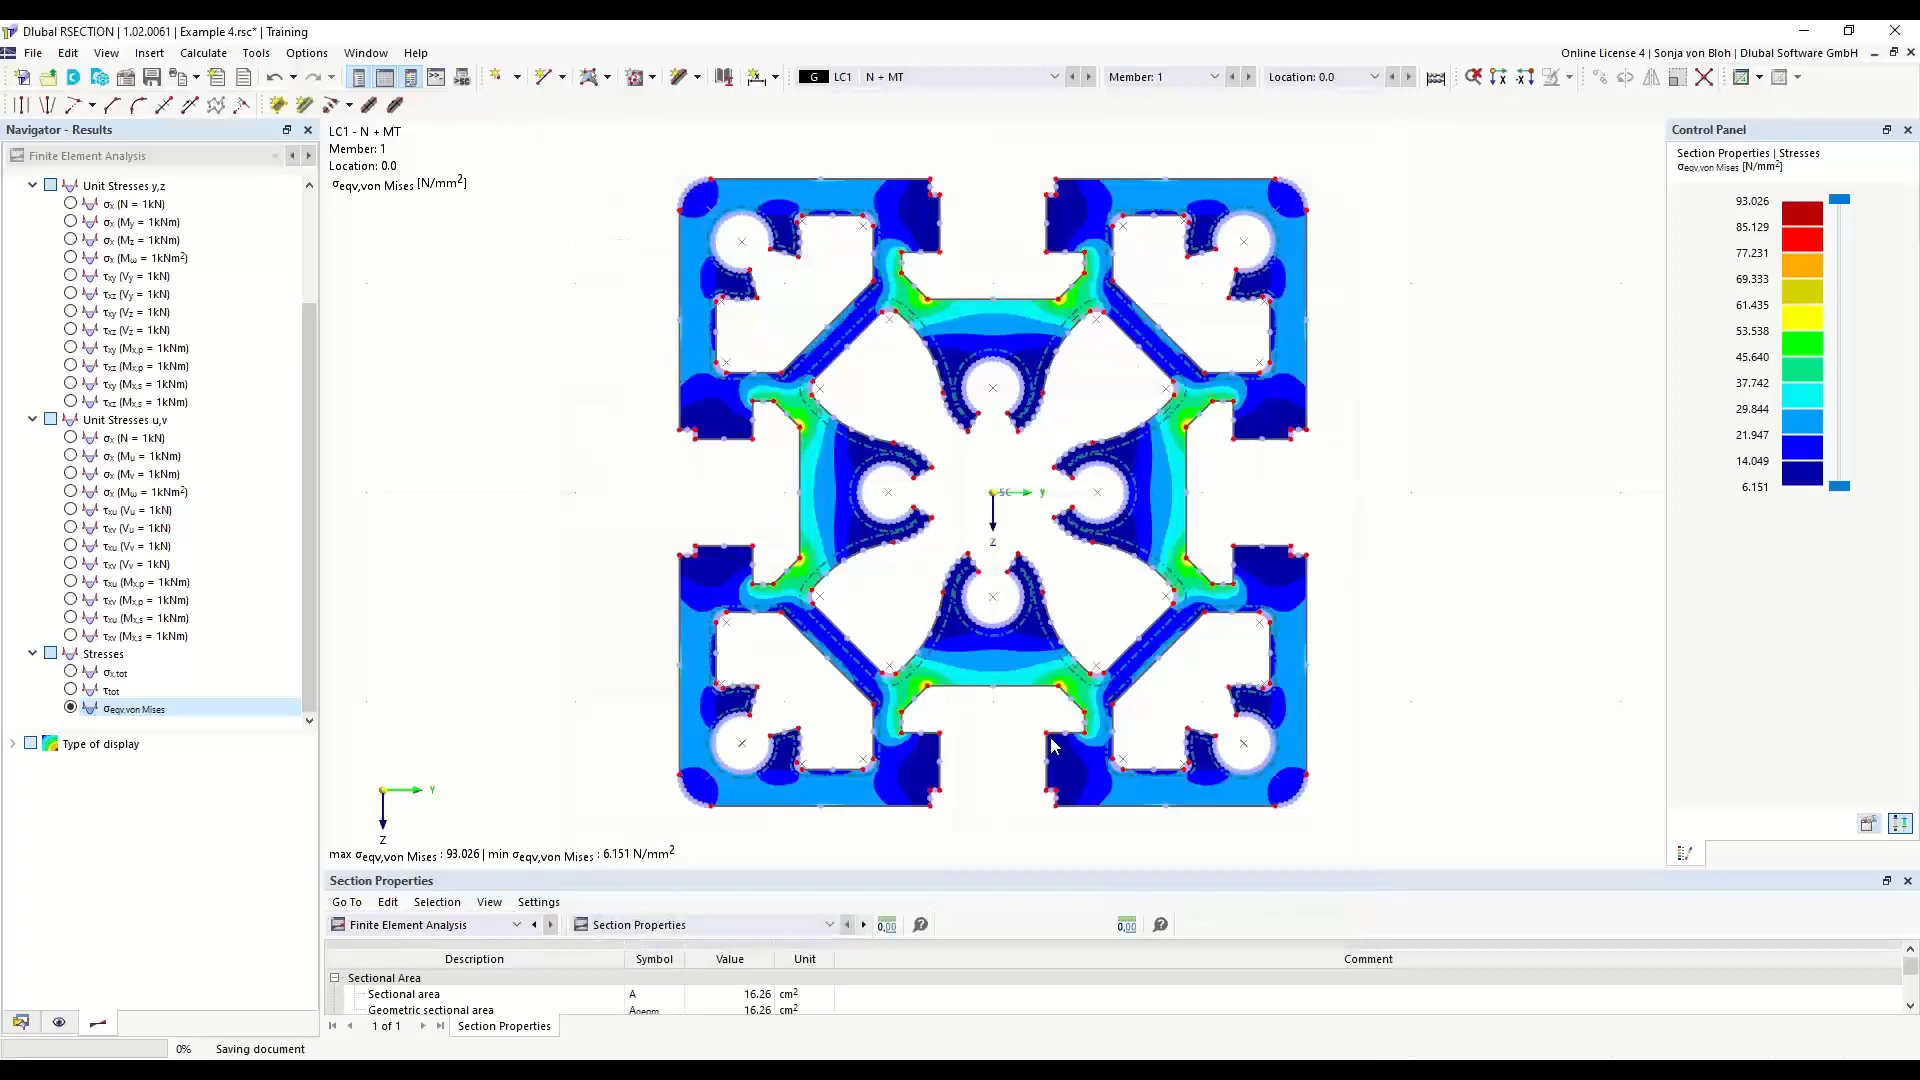 Dlubal RSECTION | 1.02.0061 | Example 4.rsc* | Training
File Edit View Insert Calculate Tools Options Window Help
Online License 4 | Sonja von Bloh | Dlubal Software GmbH
G LC1 N + MT Member: 1 Location: 0.0
Navigator - Results
Finite Element Analysis
Unit Stresses y,z
σx (N = 1kN)
σx (My = 1kNm)
σx (Mz = 1kNm)
σx (Mω = 1kNm²)
τxy (Vy = 1kN)
τxz (Vy = 1kN)
τxy (Vz = 1kN)
τxz (Vz = 1kN)
τxy (Mx,p = 1kNm)
τxz (Mx,p = 1kNm)
τxy (Mx,s = 1kNm)
τxz (Mx,s = 1kNm)
Unit Stresses u,v
σx (N = 1kN)
σx (Mu = 1kNm)
σx (Mv = 1kNm)
σx (Mω = 1kNm²)
τxu (Vu = 1kN)
τxv (Vu = 1kN)
τxu (Vv = 1kN)
τxv (Vv = 1kN)
τxu (Mx,p = 1kNm)
τxv (Mx,p = 1kNm)
τxu (Mx,s = 1kNm)
τxv (Mx,s = 1kNm)
Stresses
σx,tot
τtot
σeqv,von Mises
Type of display
LC1 - N + MT
Member: 1
Location: 0.0
σeqv,von Mises [N/mm²]
SC y
z
Y
Z
max σeqv,von Mises : 93.026 | min σeqv,von Mises : 6.151 N/mm²
Control Panel
Section Properties | Stresses
σeqv,von Mises [N/mm²]
93.026
85.129
77.231
69.333
61.435
53.538
45.640
37.742
29.844
21.947
14.049
6.151
Section Properties
Go To Edit Selection View Settings
Finite Element Analysis Section Properties 0,00 0,00
Description Symbol Value Unit Comment
Sectional Area
Sectional area A 16.26 cm²
Geometric sectional area Ageom 16.26 cm²
1 of 1 Section Properties
0% Saving document